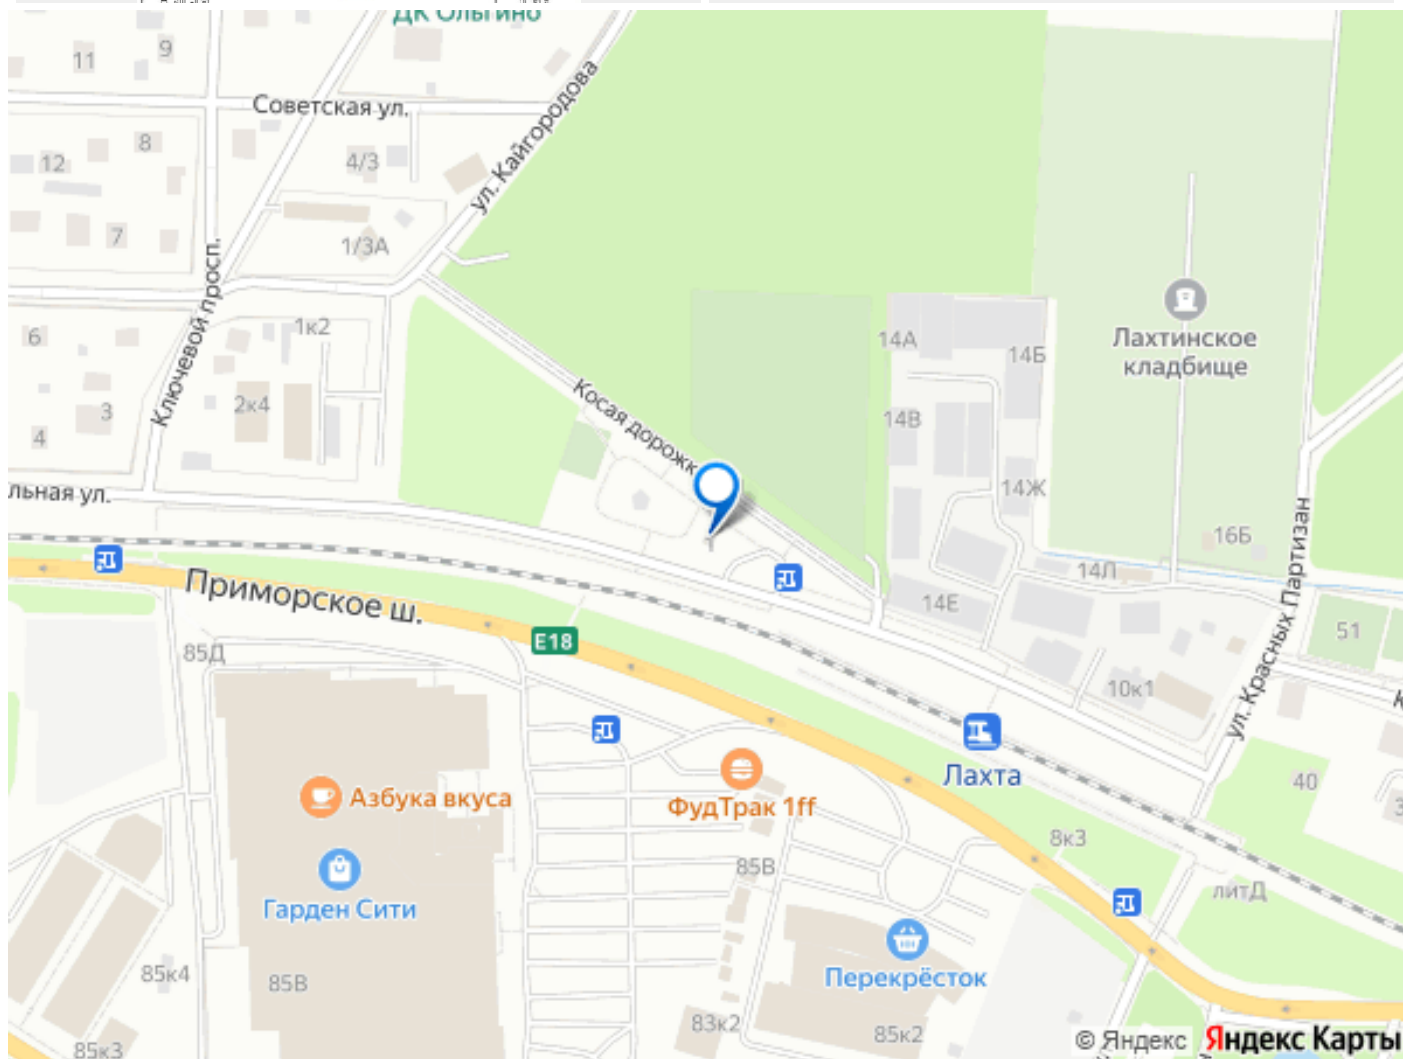 ДК Ольгино
11
9
Советская ул.
ул. Кайгородова
12
8
4/3
7
1/3А
Ключевой просп.
6
1к2
3
2к4
4
Косая дорожк
14А
14Б
14В
14Ж
Лахтинское
кладбище
льная ул.
16Б
14Л
14Е
ул. Красных Партизан
51
Приморское ш.
E18
85Д
10к1
К
Лахта
Азбука вкуса
ФудТрак 1ff
40
3
8к3
85В
литД
Гарден Сити
Перекрёсток
85к4
85В
83к2
85к2
85к3
© Яндекс Яндекс Карты